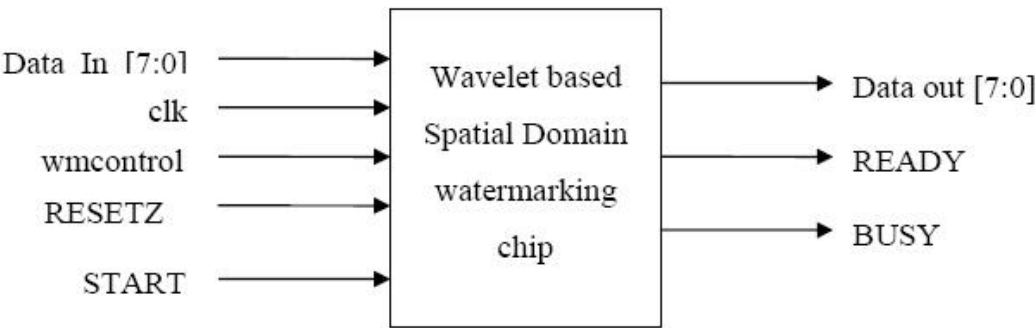 Data In [7:0]
clk
wmcontrol
RESETZ
START
Wavelet based
Spatial Domain
watermarking
chip
Data out [7:0]
READY
BUSY